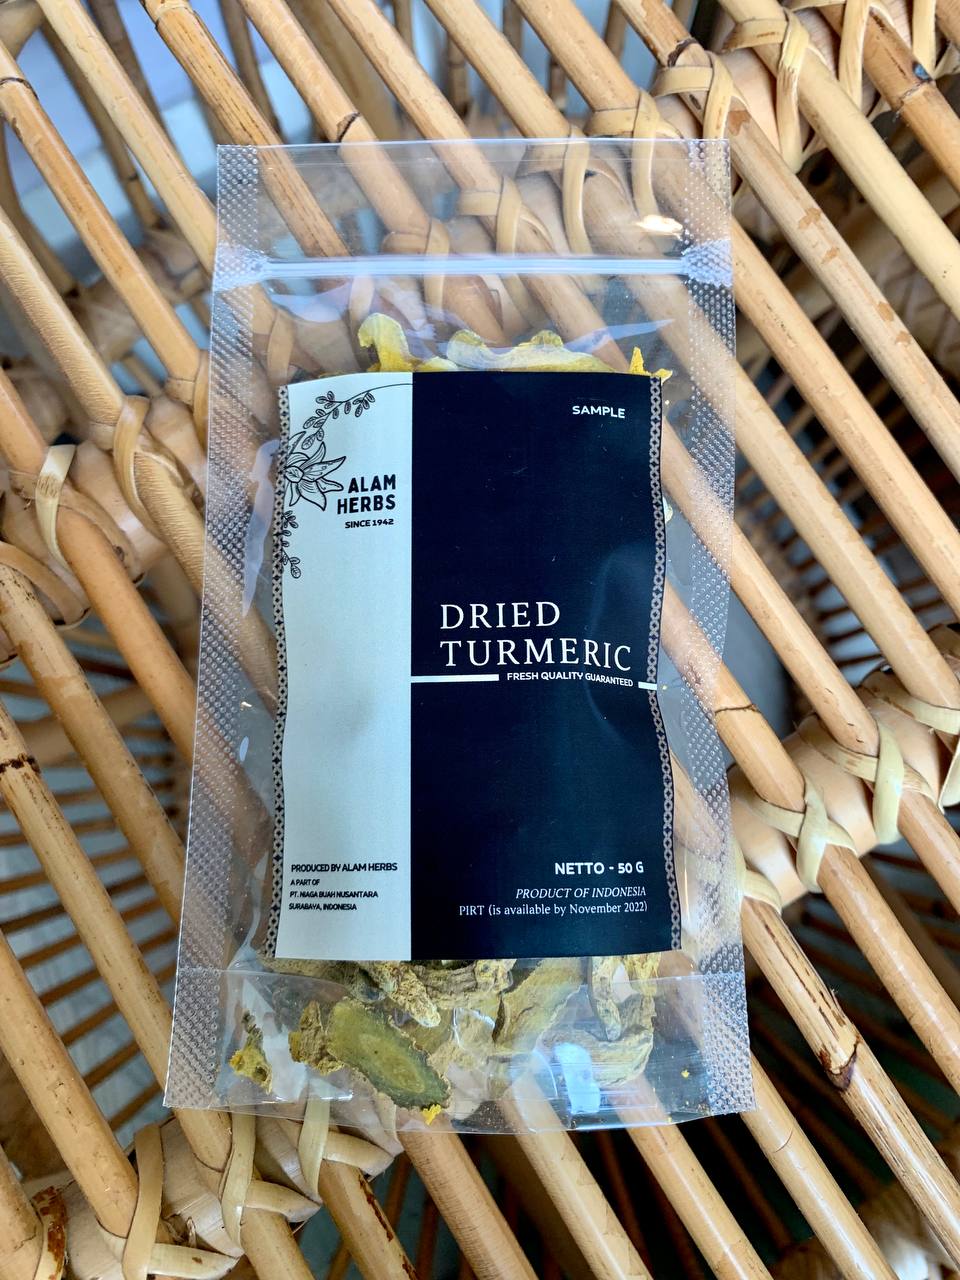 SAMPLE
ALAM
HERBS
SINCE 1942
DRIED
TURMERIC
FRESH QUALITY GUARANTEED
PRODUCED BY ALAM HERBS
A PART OF
PT. NIAGA BUAH NUSANTARA
SURABAYA, INDONESIA
NETTO - 50 G
PRODUCT OF INDONESIA
PIRT (is available by November 2022)